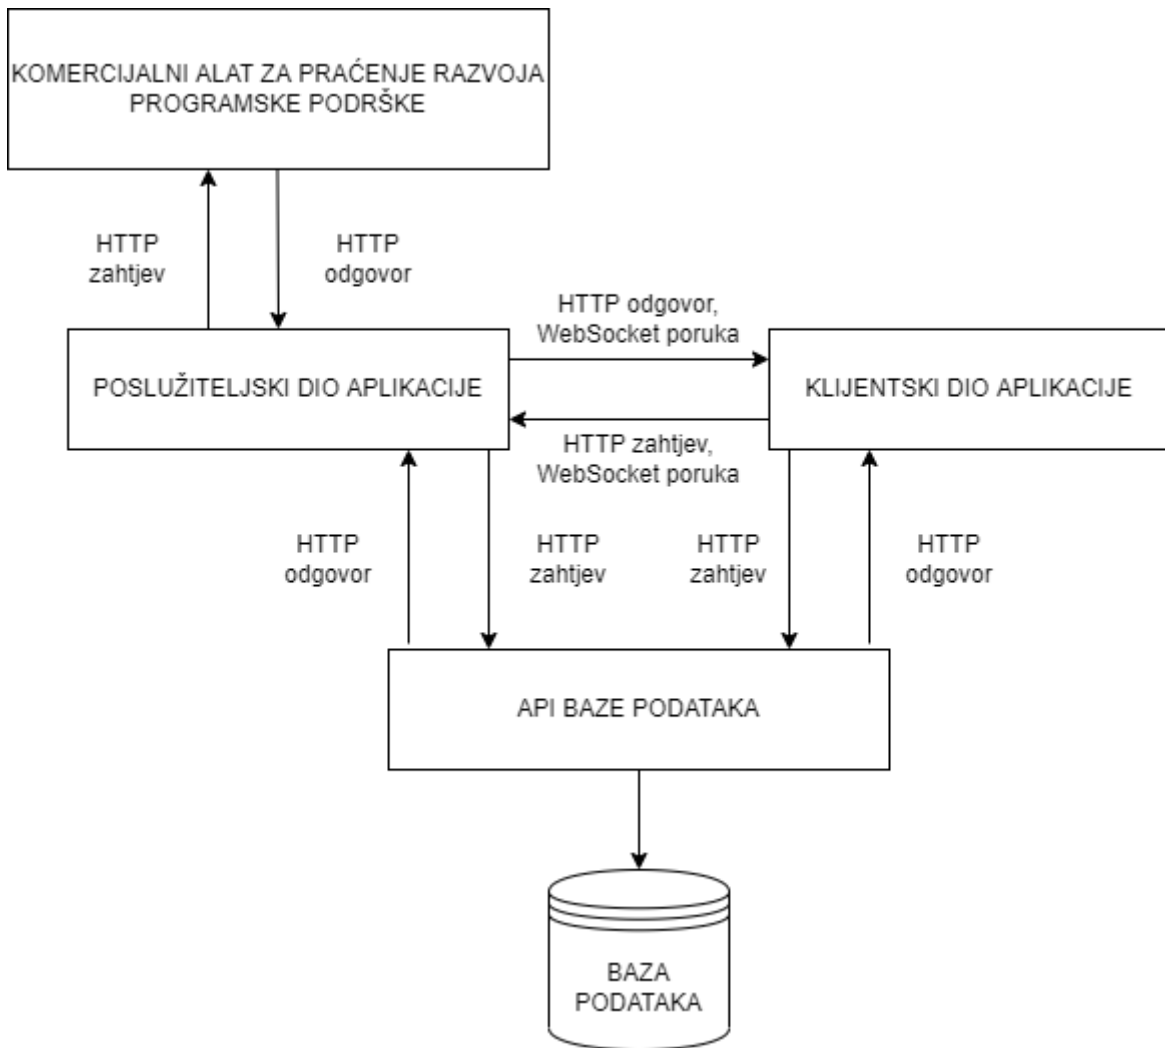 KOMERCIJALNI ALAT ZA PRAĆENJE RAZVOJA
PROGRAMSKE PODRŠKE
HTTP
zahtjev
HTTP
odgovor
HTTP odgovor,
WebSocket poruka
POSLUŽITELJSKI DIO APLIKACIJE
KLIJENTSKI DIO APLIKACIJE
HTTP zahtjev,
WebSocket poruka
HTTP
odgovor
HTTP
zahtjev
HTTP
zahtjev
HTTP
odgovor
API BAZE PODATAKA
BAZA
PODATAKA